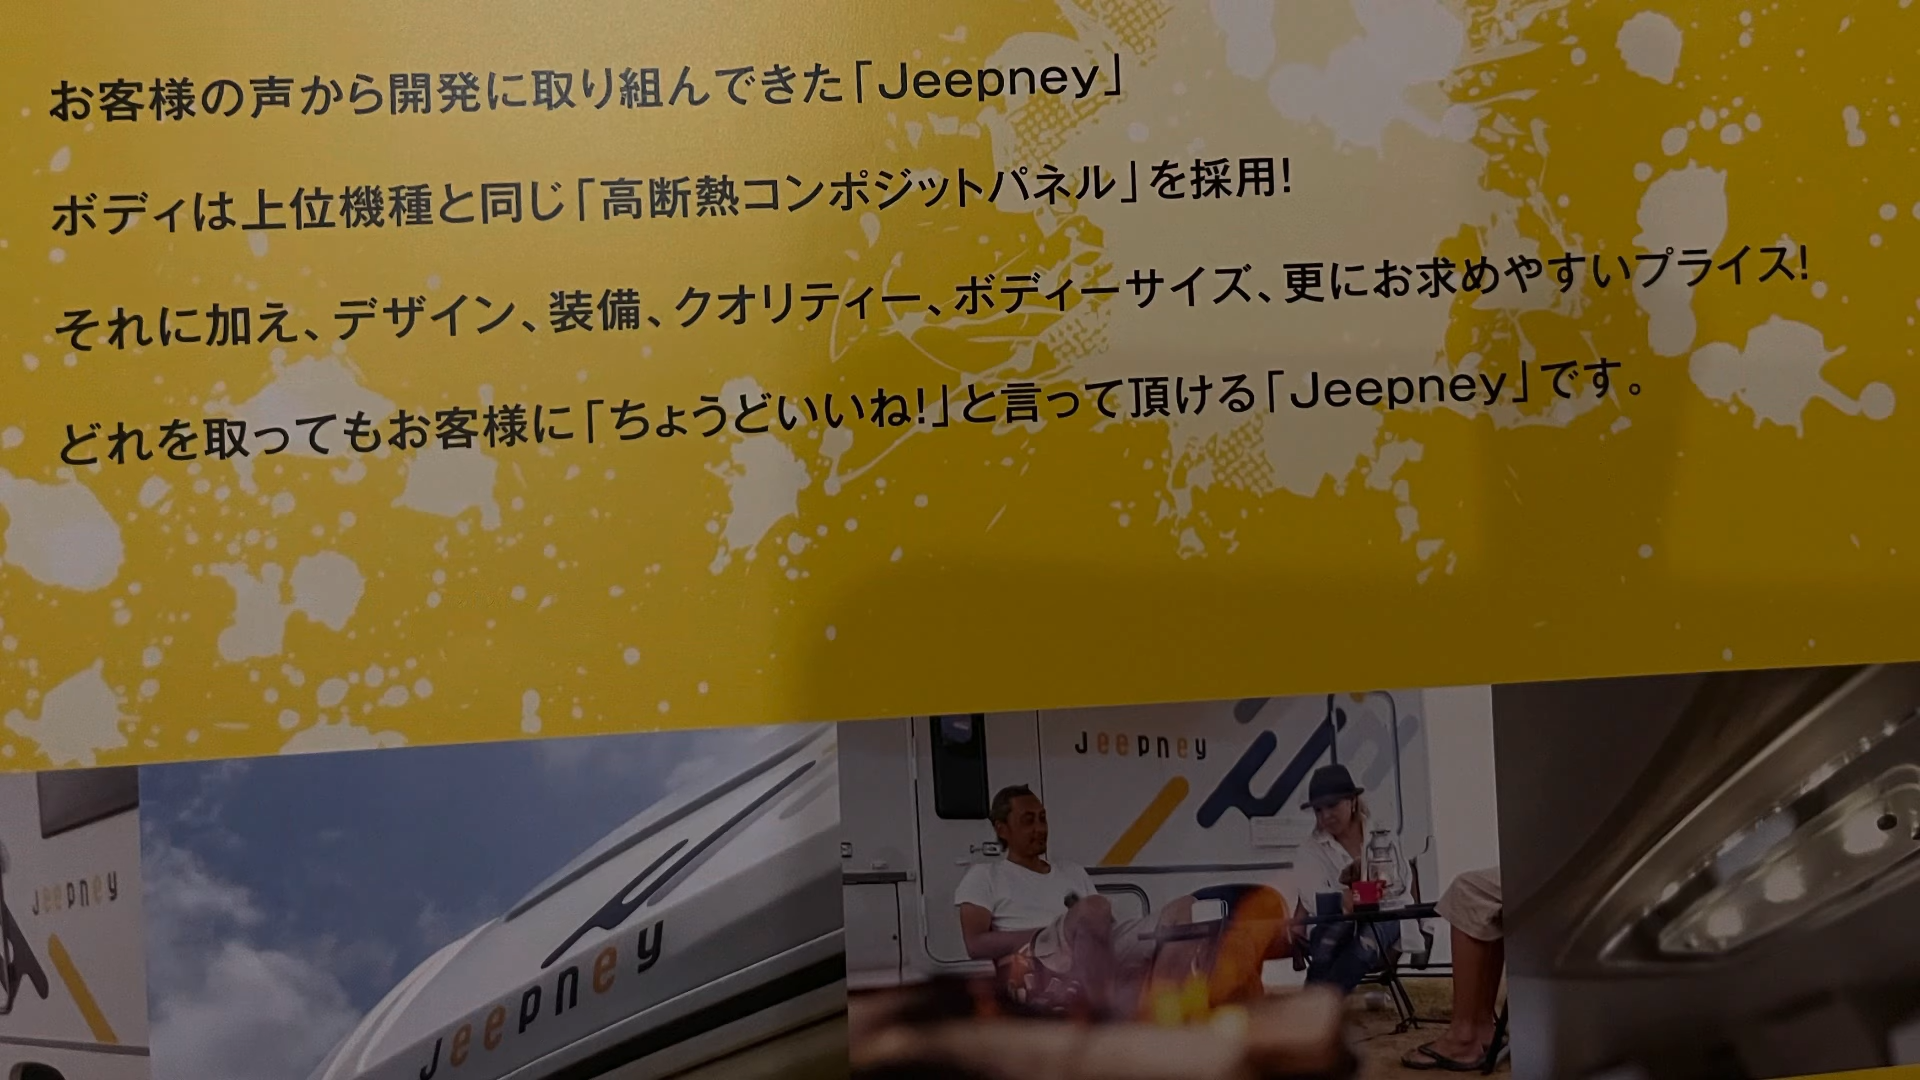 お客様の声から開発に取り組んできた「Jeepney」
ボディは上位機種と同じ「高断熱コンポジットパネル」を採用!
それに加え、デザイン、装備、クオリティー、ボディーサイズ、更にお求めやすいプライス!
どれを取ってもお客様に「ちょうどいいね!」と言って頂ける「Jeepney」です。
Jeepney
Jeepney
Jeepney